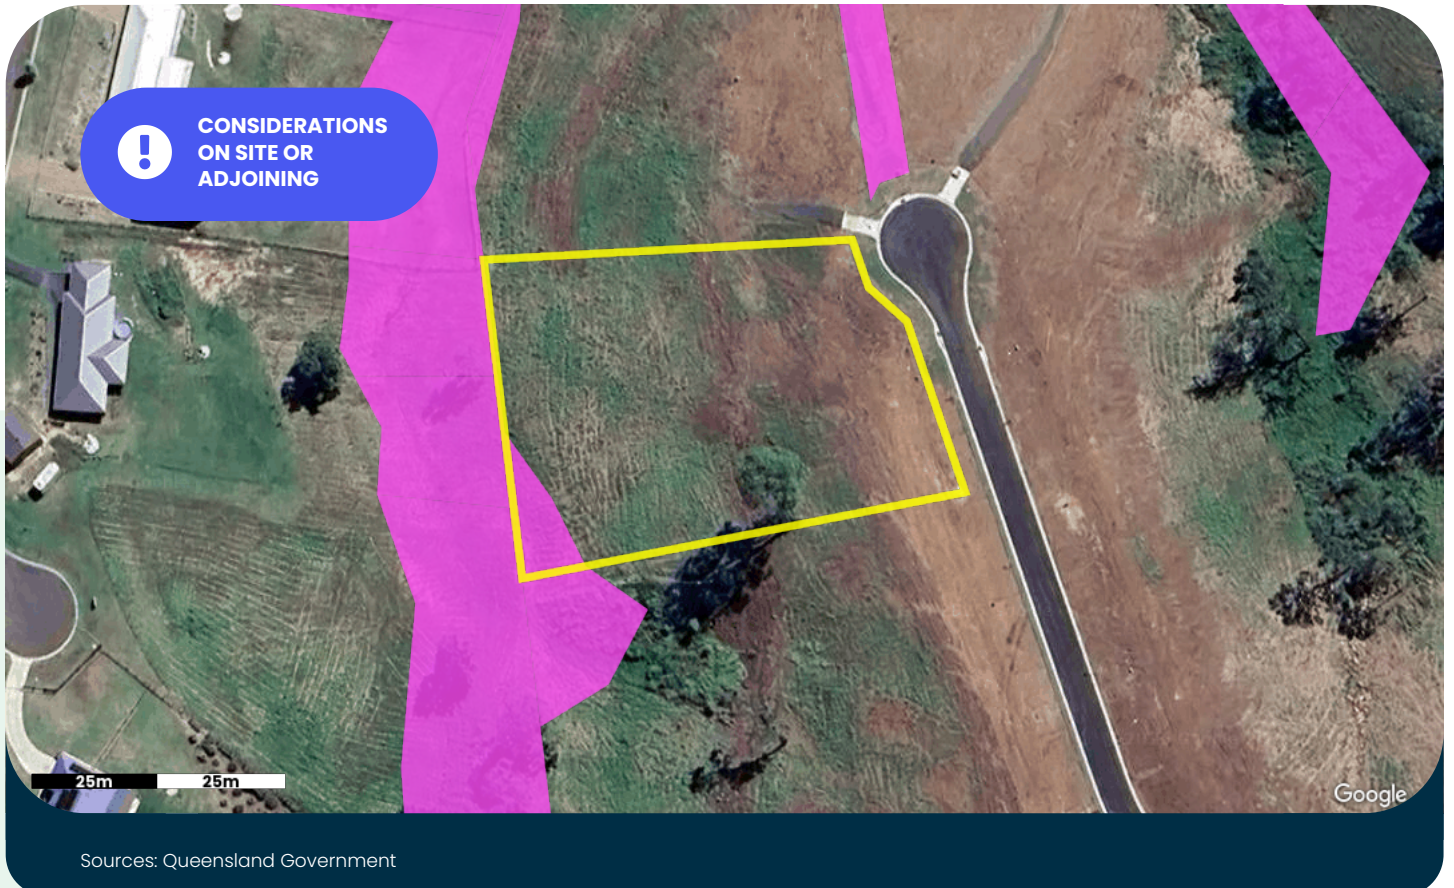 CONSIDERATIONS
ON SITE OR
ADJOINING
25m 25m
Google
Sources: Queensland Government